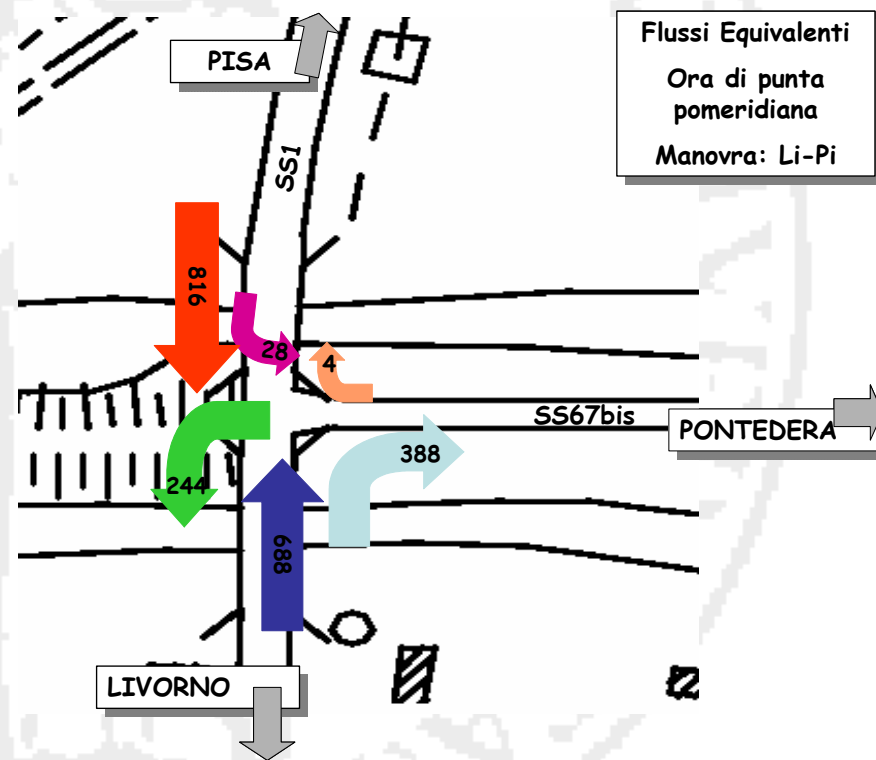 PISA
Flussi Equivalenti
Ora di punta
pomeridiana
Manovra: Li-Pi
SS1
816
28
4
SS67bis
PONTEDERA
388
244
688
LIVORNO